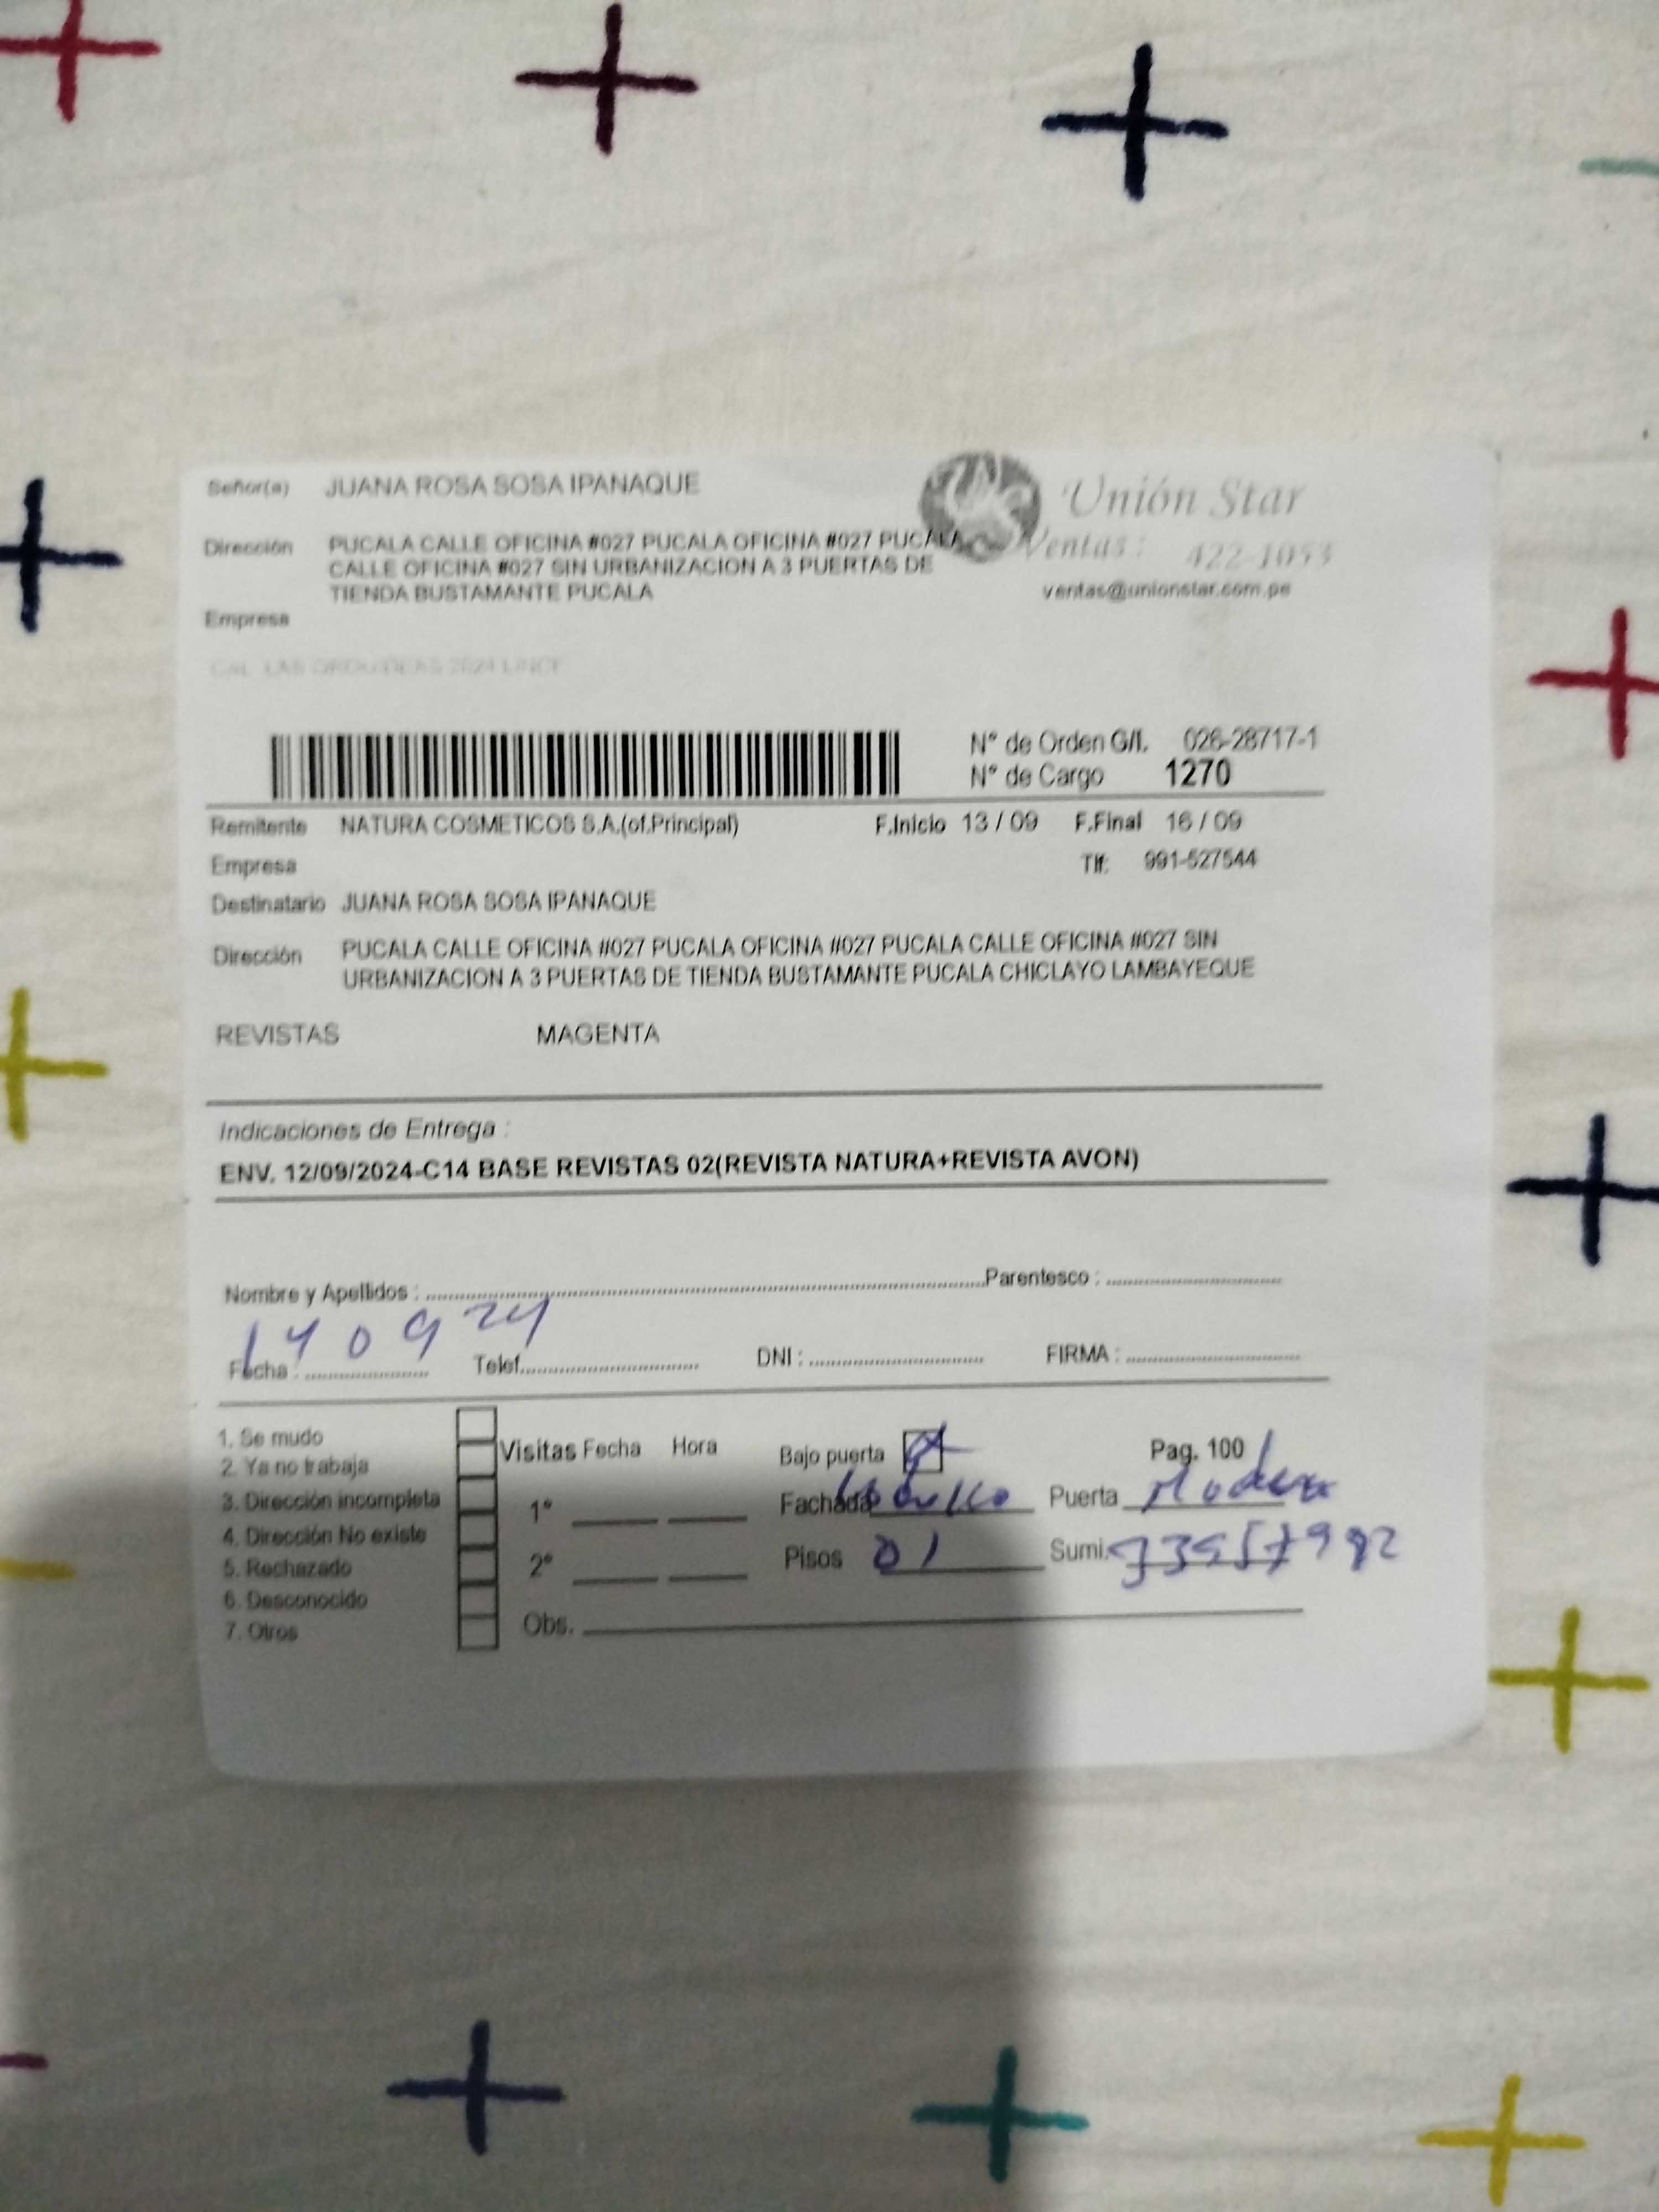 Señor(a) JUANA ROSA SOSA IPANAQUE
Unión Star
Dirección PUCALA CALLE OFICINA #027 PUCALA OFICINA #027 PUCALA
CALLE OFICINA #027 SIN URBANIZACION A 3 PUERTAS DE
TIENDA BUSTAMANTE PUCALA
Ventas: 422-1053
ventas@unionstar.com.pe
Empresa
N° de Orden G/I. 026-28717-1
N° de Cargo 1270
Remitente NATURA COSMETICOS S.A.(of.Principal) F.Inicio 13 / 09 F.Final 16 / 09
Empresa Tlf: 991-527544
Destinatario JUANA ROSA SOSA IPANAQUE
Dirección PUCALA CALLE OFICINA #027 PUCALA OFICINA #027 PUCALA CALLE OFICINA #027 SIN
URBANIZACION A 3 PUERTAS DE TIENDA BUSTAMANTE PUCALA CHICLAYO LAMBAYEQUE
REVISTAS MAGENTA
Indicaciones de Entrega :
ENV. 12/09/2024-C14 BASE REVISTAS 02(REVISTA NATURA+REVISTA AVON)
Nombre y Apellidos : Parentesco :
14 09 24
Fecha : Telef. DNI : FIRMA :
1. Se mudo
2. Ya no trabaja
3. Dirección incompleta
4. Dirección No existe
5. Rechazado
6. Desconocido
7. Otros
Visitas Fecha Hora
1°
2°
Obs.
Bajo puerta Pag. 100
Fachada Puerta Madera
Pisos 01 Sumi.